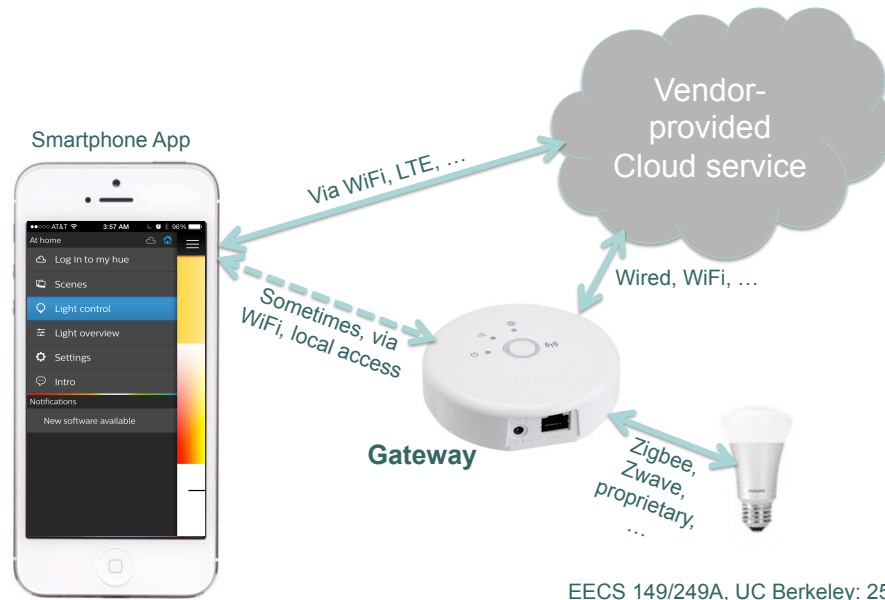 Smartphone App
Vendor-
provided
Cloud service
Via WiFi, LTE, …
AT&T
3:57 AM
96%
At home
Log in to my hue
Scenes
Light control
Light overview
Settings
Intro
Notifications
New software available
Sometimes, via
WiFi, local access
Wired, WiFi, …
Gateway
Zigbee,
Zwave,
proprietary,
…
PHILIPS
EECS 149/249A, UC Berkeley: 25